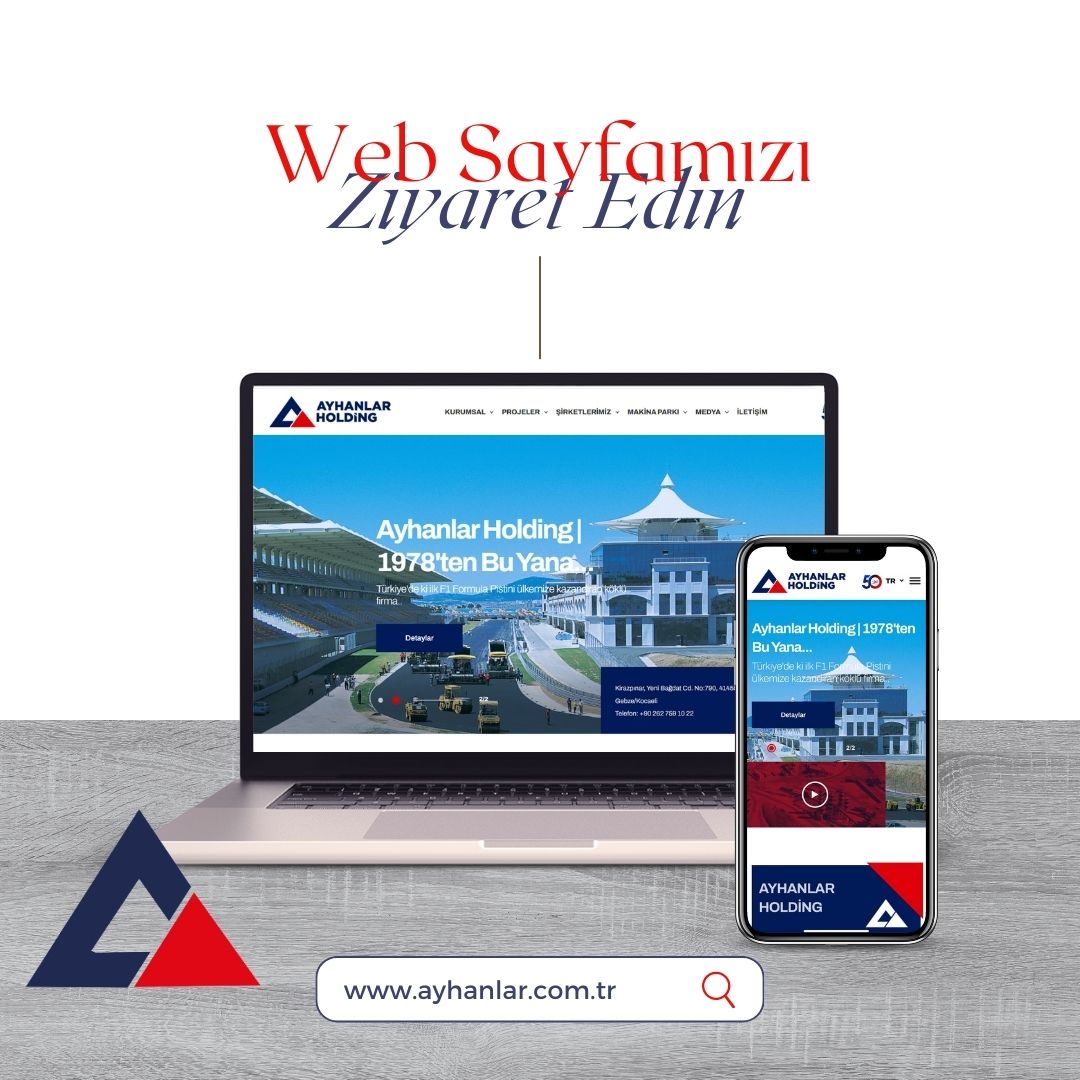 Web Sayfamızı
Ziyaret Edin
AYHANLAR
HOLDİNG
KURUMSAL PROJELER ŞİRKETLERİMİZ MAKİNA PARKI MEDYA İLETİŞİM
Ayhanlar Holding |
1978'ten Bu Yana...
Türkiye'de ki ilk F1 Formula Pistini ülkemize kazandıran köklü
firma..
Detaylar
2/2
Kirazpınar, Yeni Bağdat Cd. No:790,
Gebze/Kocaeli
Telefon: +90 262 759 10 22
AYHANLAR
HOLDİNG
50 TR
Ayhanlar Holding | 1978'ten
Bu Yana...
Türkiye'de ki ilk F1 Formula Pistini
ülkemize kazandıran köklü firma..
Detaylar
2/2
AYHANLAR
HOLDİNG
www.ayhanlar.com.tr